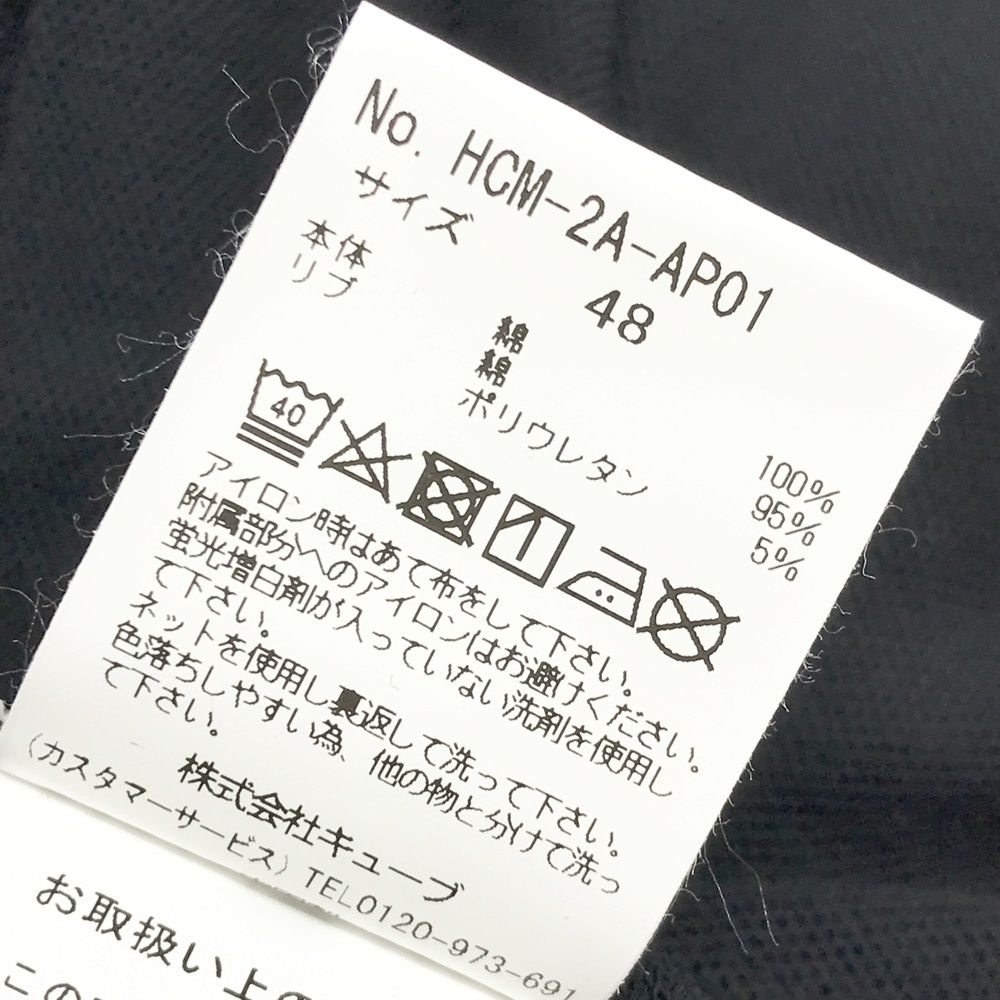 No. HCM-2A-AP01
サイズ 48
本体 綿 100%
リブ 綿 95%
ポリウレタン 5%
40
アイロン時はあて布をして下さい。
附属部分へのアイロンはお避けください。
蛍光増白剤が入っていない洗剤を使用し
て下さい。
ネットを使用し裏返して洗って下さい。
色落ちしやすい為、他の物と分けて洗っ
て下さい。
株式会社キューブ
(カスタマーサービス) TEL0120-973-691
お取扱い上の
この